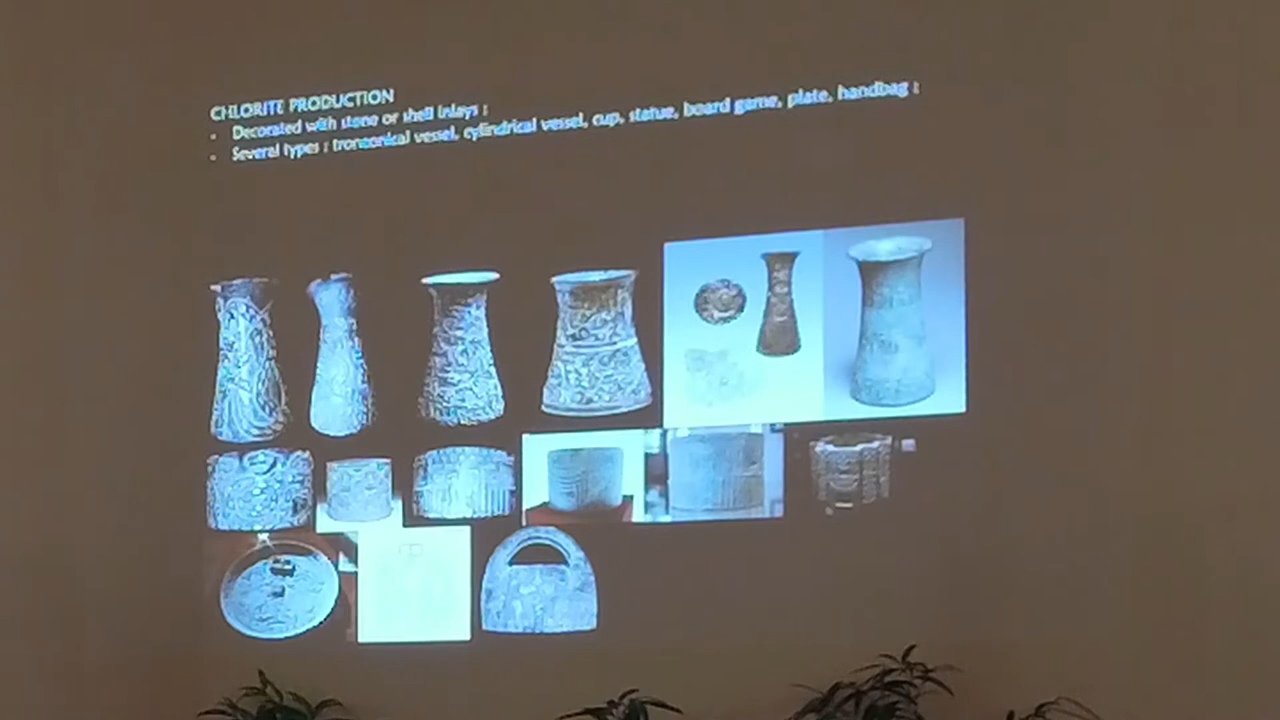 CHLORITE PRODUCTION
• Decorated with stone or shell inlays ;
• Several types : tronconical vessel, cylindrical vessel, cup, statue, board game, plate, handbag ;